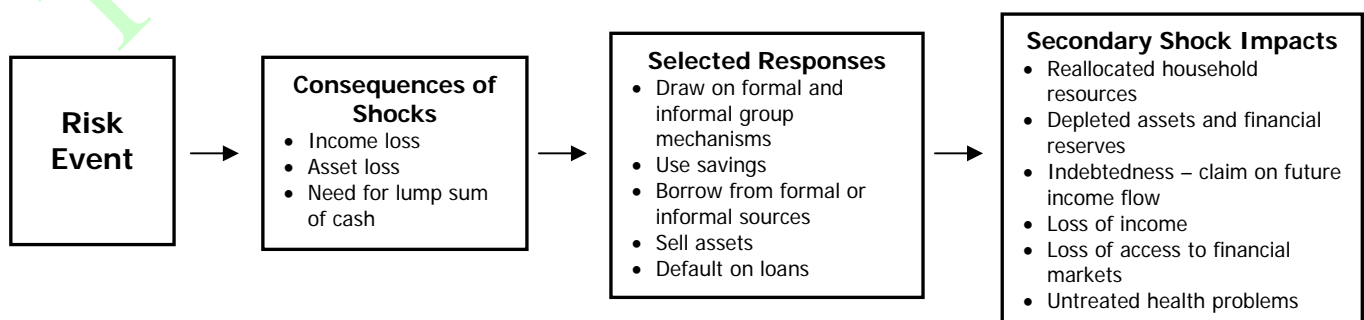 Risk
Event
Consequences of
Shocks
• Income loss
• Asset loss
• Need for lump sum
of cash
Selected Responses
• Draw on formal and
informal group
mechanisms
• Use savings
• Borrow from formal or
informal sources
• Sell assets
• Default on loans
Secondary Shock Impacts
• Reallocated household
resources
• Depleted assets and financial
reserves
• Indebtedness – claim on future
income flow
• Loss of income
• Loss of access to financial
markets
• Untreated health problems